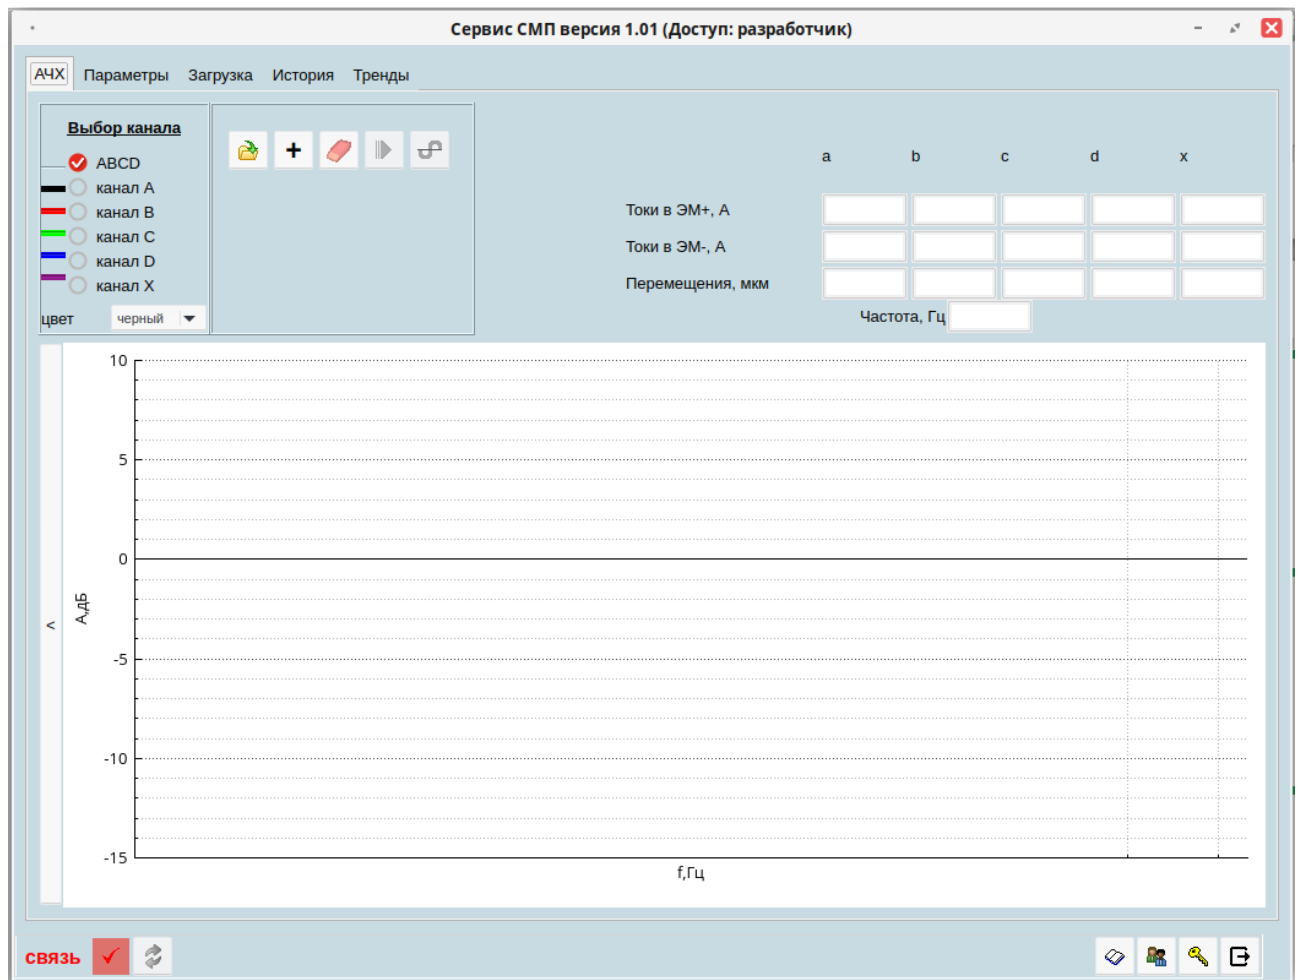 Сервис СМП версия 1.01 (Доступ: разработчик)
АЧХ Параметры Загрузка История Тренды
Выбор канала
ABCD
канал A
канал B
канал C
канал D
канал X
цвет черный
a b c d x
Токи в ЭМ+, А
Токи в ЭМ-, А
Перемещения, мкм
Частота, Гц
10
5
0
-5
-10
-15
А,дБ
<
f,Гц
связь